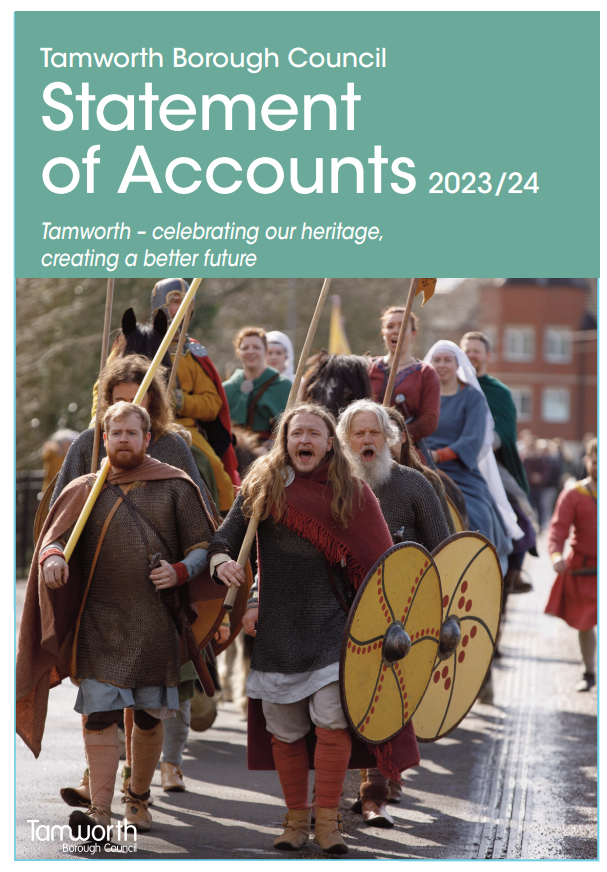 Tamworth Borough Council
Statement
of Accounts 2023/24
Tamworth – celebrating our heritage,
creating a better future
Tamworth
Borough Council